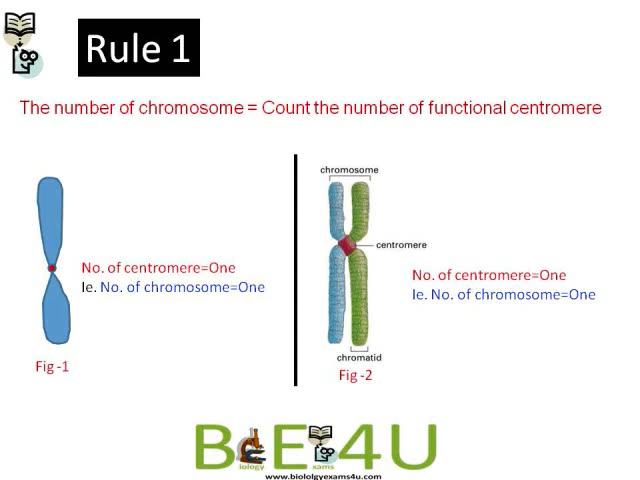 Rule 1
The number of chromosome = Count the number of functional centromere
No. of centromere=One
Ie. No. of chromosome=One
Fig -1
chromosome
centromere
No. of centromere=One
Ie. No. of chromosome=One
chromatid
Fig -2
B E 4U
iology xams
www.biololgyexams4u.com